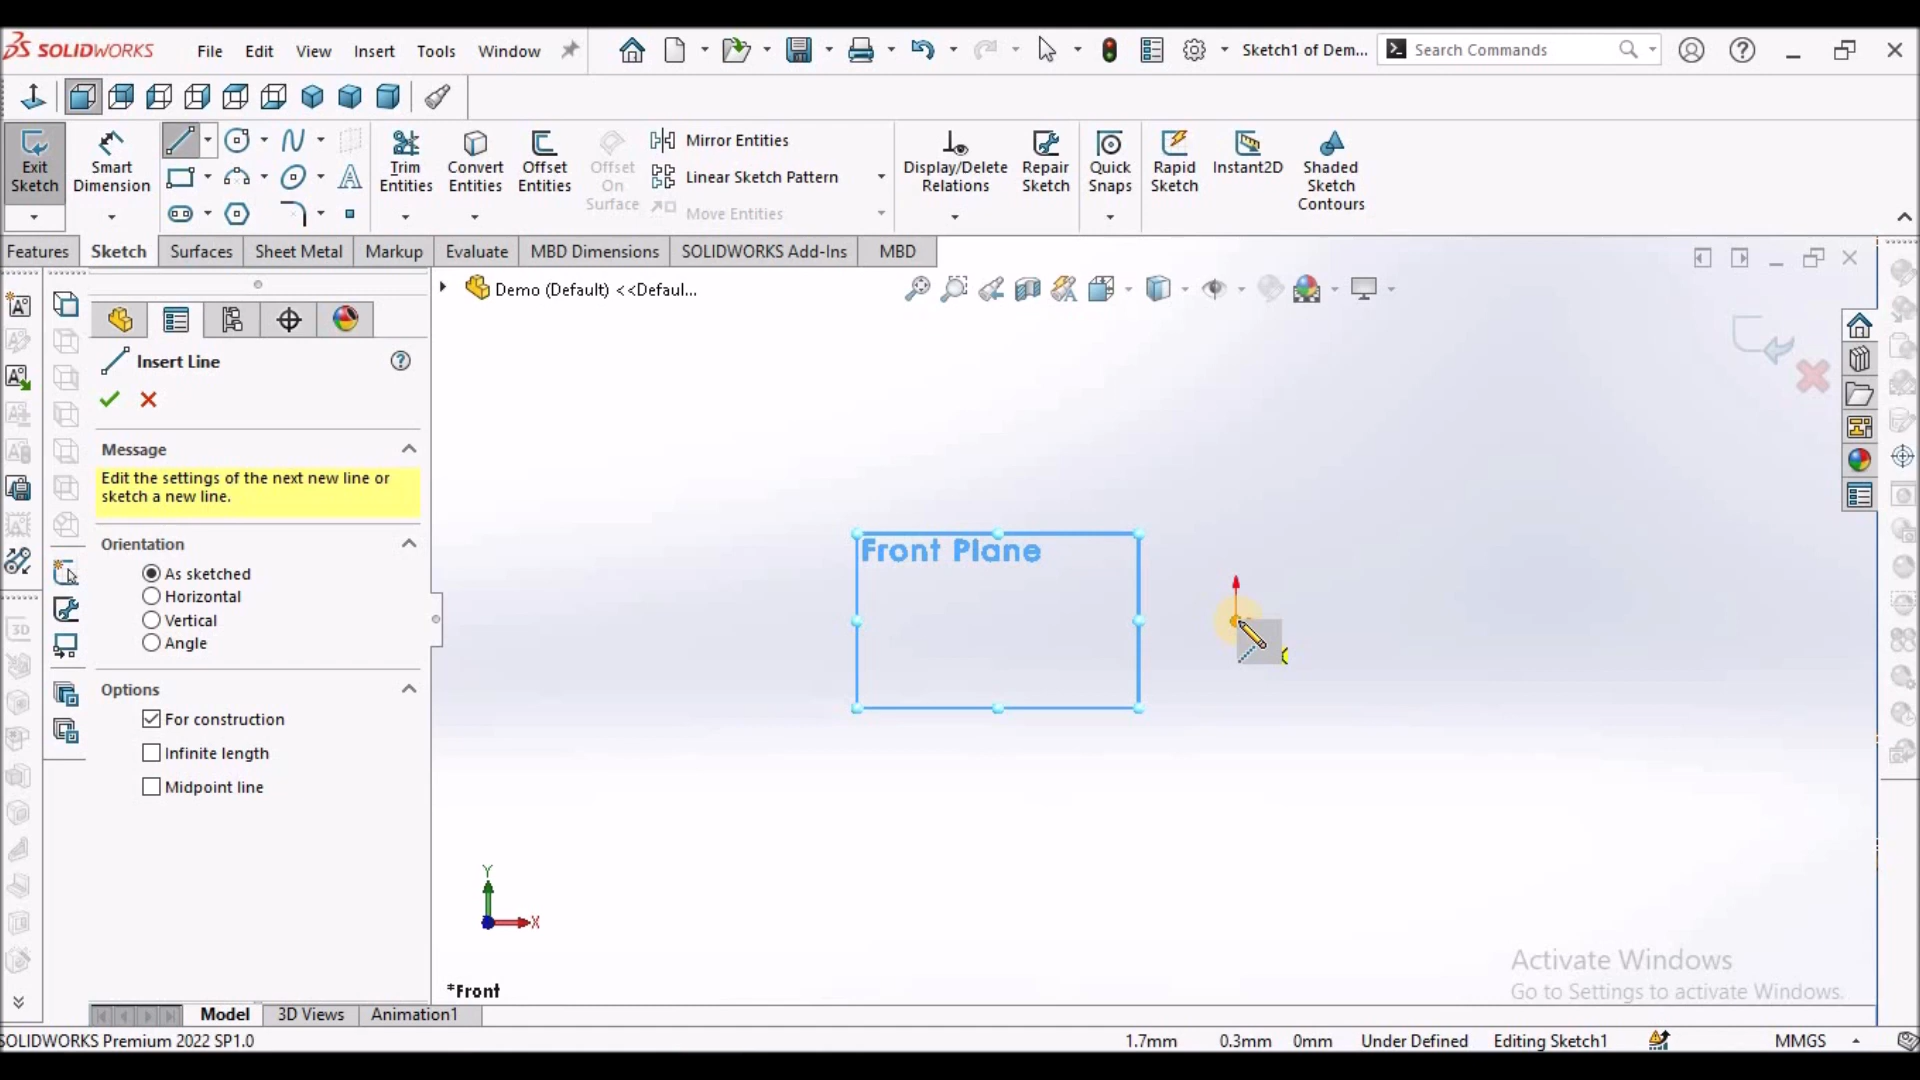 SOLIDWORKS File Edit View Insert Tools Window Sketch1 of Dem... Search Commands
Exit Sketch
Smart Dimension
Trim Entities
Convert Entities
Offset Entities
Offset On Surface
Mirror Entities
Linear Sketch Pattern
Move Entities
Display/Delete Relations
Repair Sketch
Quick Snaps
Rapid Sketch
Instant2D
Shaded Sketch Contours
Features Sketch Surfaces Sheet Metal Markup Evaluate MBD Dimensions SOLIDWORKS Add-Ins MBD
Demo (Default) <<Defaul...
Insert Line
Message
Edit the settings of the next new line or
sketch a new line.
Orientation
As sketched
Horizontal
Vertical
Angle
Options
For construction
Infinite length
Midpoint line
Front Plane
Y
X
*Front
Activate Windows
Go to Settings to activate Windows.
Model 3D Views Animation1
SOLIDWORKS Premium 2022 SP1.0 1.7mm 0.3mm 0mm Under Defined Editing Sketch1 MMGS